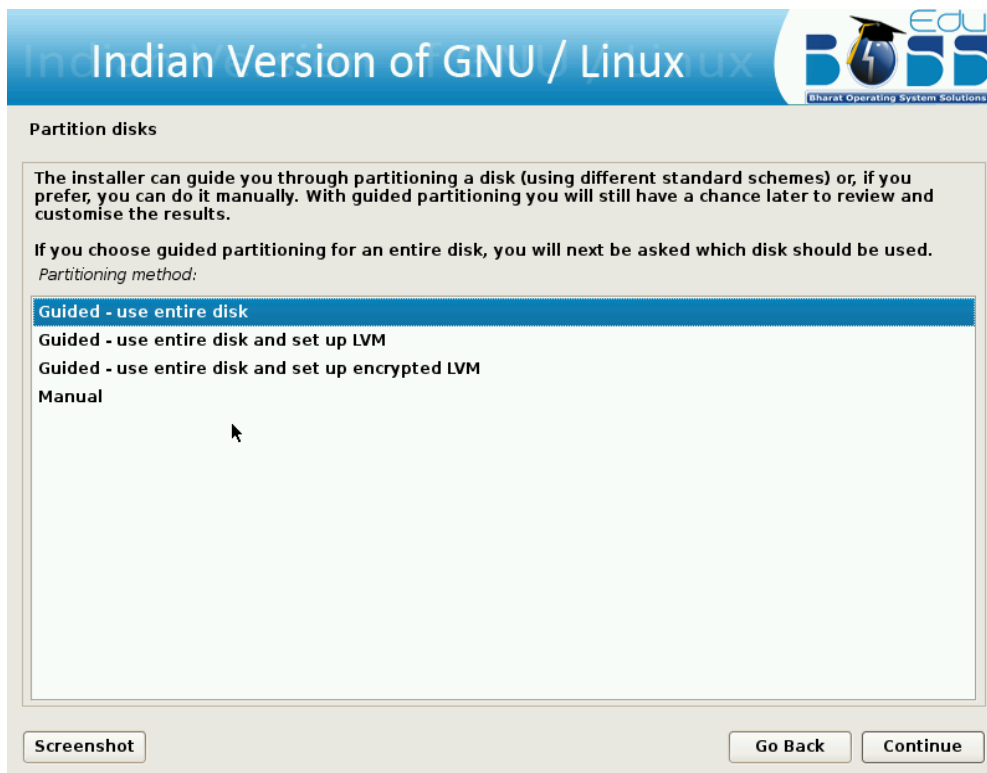 Indian Version of GNU / Linux
Edu
BOSS
Bharat Operating System Solutions
Partition disks
The installer can guide you through partitioning a disk (using different standard schemes) or, if you
prefer, you can do it manually. With guided partitioning you will still have a chance later to review and
customise the results.
If you choose guided partitioning for an entire disk, you will next be asked which disk should be used.
Partitioning method:
Guided - use entire disk
Guided - use entire disk and set up LVM
Guided - use entire disk and set up encrypted LVM
Manual
Screenshot
Go Back
Continue